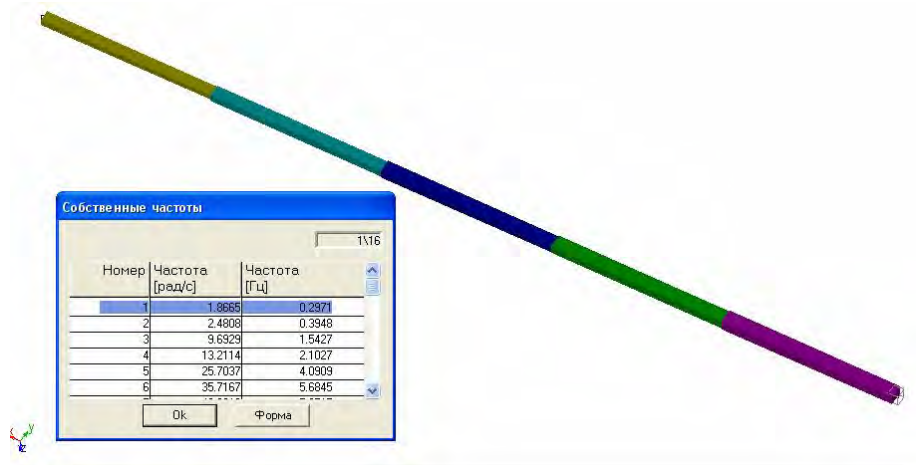 Собственные частоты
1\16
Номер Частота [рад/с] Частота [Гц]
1 1.8665 0.2971
2 2.4808 0.3948
3 9.6929 1.5427
4 13.2114 2.1027
5 25.7037 4.0909
6 35.7167 5.6845
Ok Форма
y
z